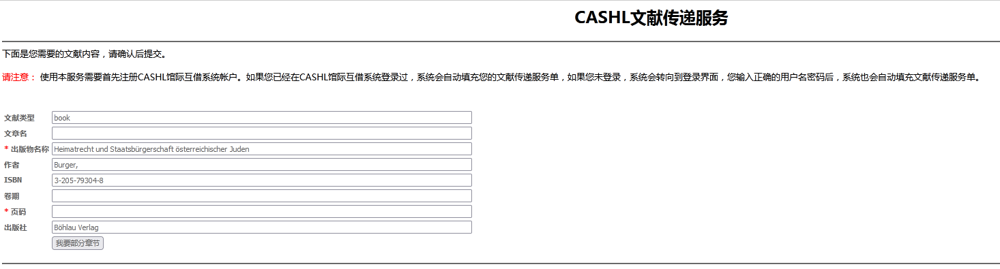 CASHL文献传递服务
下面是您需要的文献内容，请确认后提交。
请注意： 使用本服务需要首先注册CASHL馆际互借系统帐户。如果您已经在CASHL馆际互借系统登录过，系统会自动填充您的文献传递服务单，如果您未登录，系统会转向到登录界面，您输入正确的用户名密码后，系统也会自动填充文献传递服务单。
文献类型 book
文章名
* 出版物名称 Heimatrecht und Staatsbürgerschaft österreichischer Juden
作者 Burger,
ISBN 3-205-79304-8
卷期
* 页码
出版社 Böhlau Verlag
我要部分章节